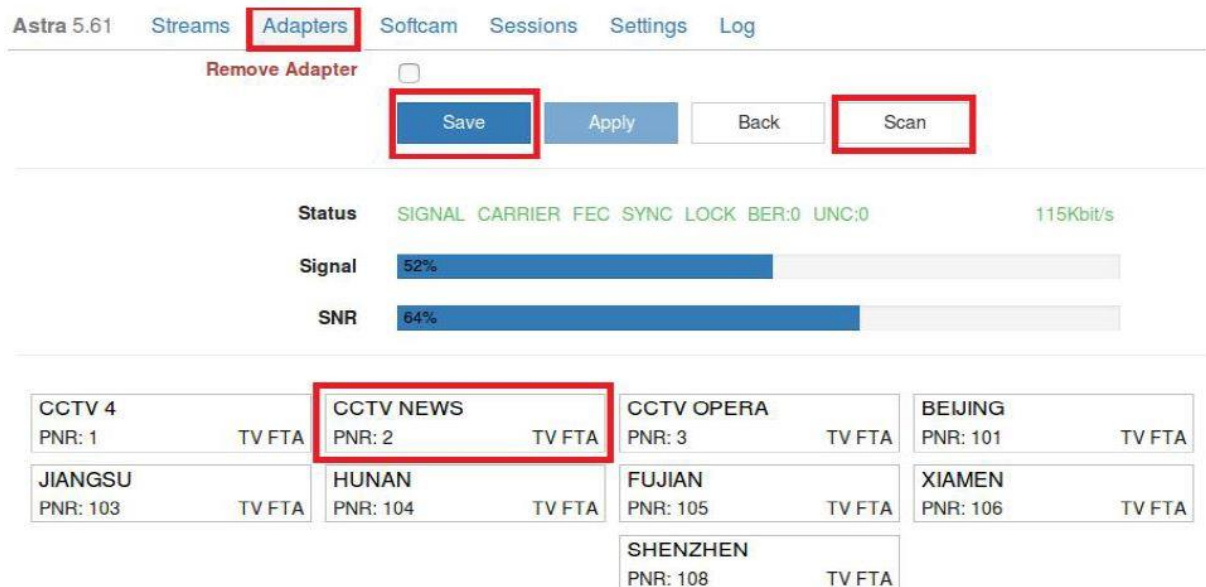 Astra 5.61 Streams Adapters Softcam Sessions Settings Log
Remove Adapter
Save Apply Back Scan
Status SIGNAL CARRIER FEC SYNC LOCK BER:0 UNC:0 115Kbit/s
Signal 52%
SNR 64%
CCTV 4 CCTV NEWS CCTV OPERA BEIJING
PNR: 1 TV FTA PNR: 2 TV FTA PNR: 3 TV FTA PNR: 101 TV FTA
JIANGSU HUNAN FUJIAN XIAMEN
PNR: 103 TV FTA PNR: 104 TV FTA PNR: 105 TV FTA PNR: 106 TV FTA
SHENZHEN
PNR: 108 TV FTA